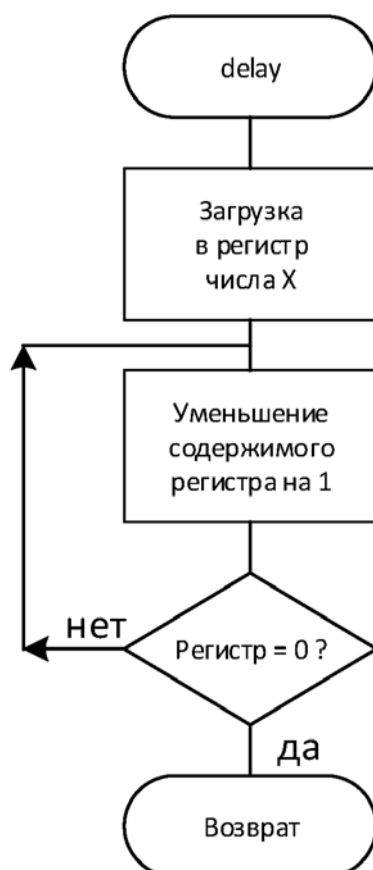 delay
Загрузка
в регистр
числа X
Уменьшение
содержимого
регистра на 1
нет
Регистр = 0 ?
да
Возврат